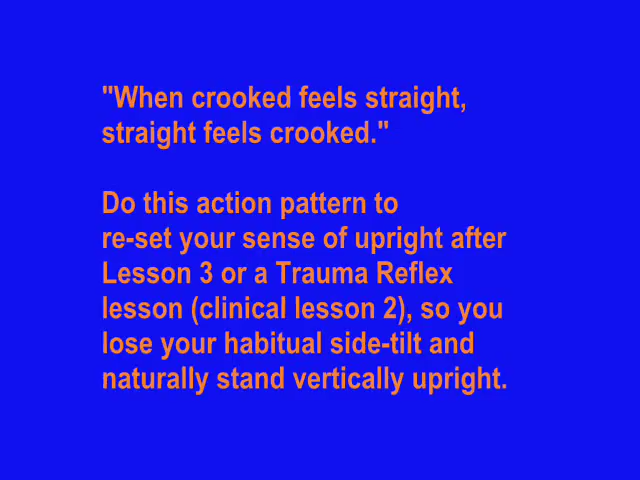 "When crooked feels straight,
straight feels crooked."
Do this action pattern to
re-set your sense of upright after
Lesson 3 or a Trauma Reflex
lesson (clinical lesson 2), so you
lose your habitual side-tilt and
naturally stand vertically upright.